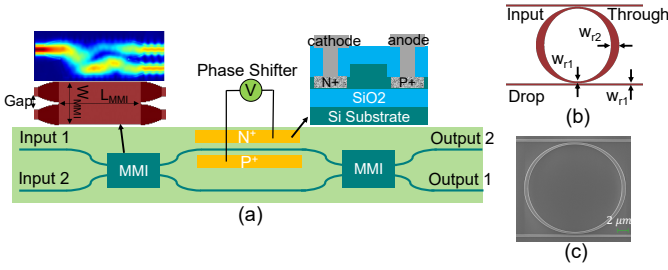 cathode
anode
N+
P+
SiO2
Si Substrate
Phase Shifter
V
Gap
W_MMI
L_MMI
N⁺
P⁺
Input 1
Input 2
MMI
MMI
Output 2
Output 1
(a)
Input
Through
w_r2
w_r1
w_r1
Drop
(b)
2 μm
(c)